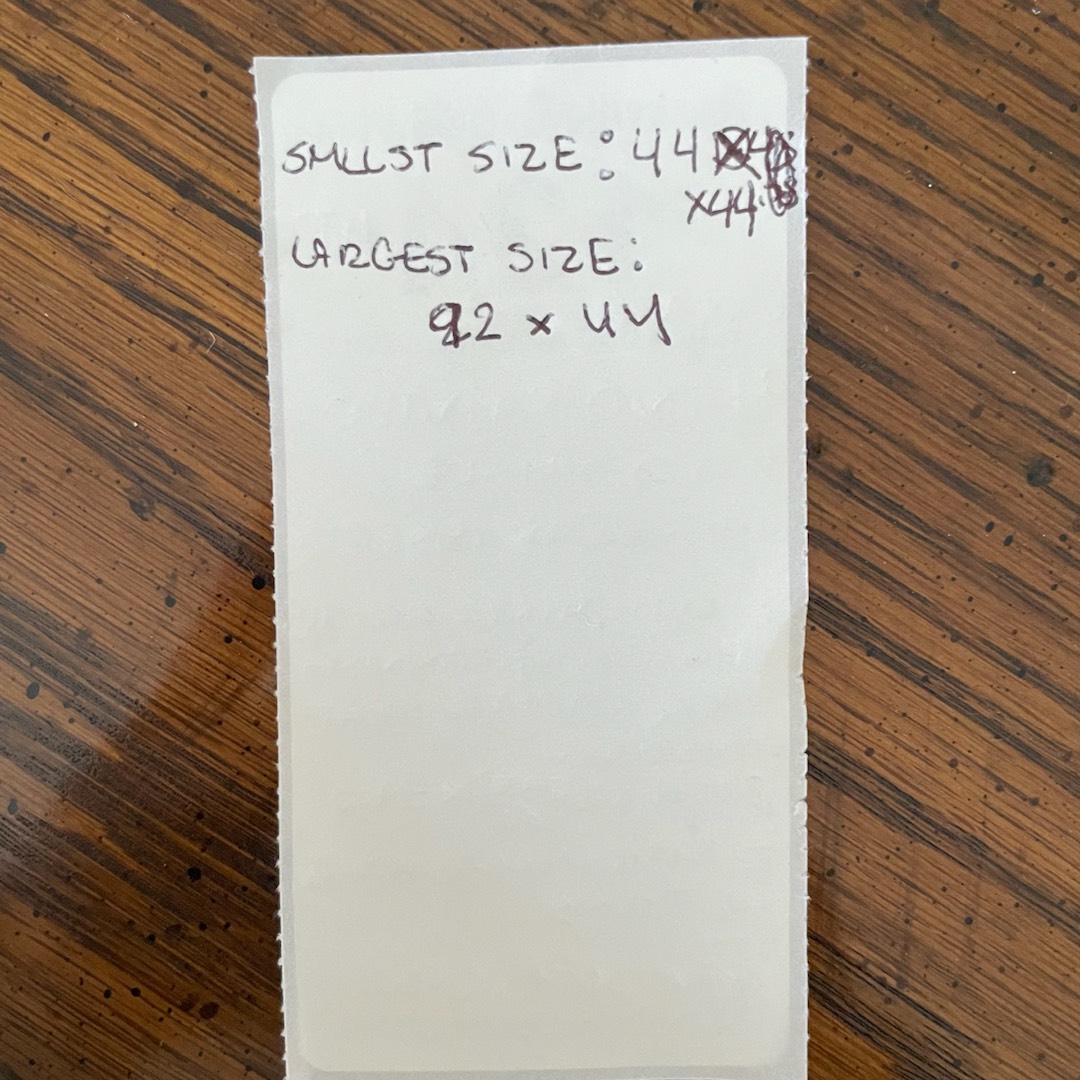 SMLLST SIZE: 44
x44
LARGEST SIZE:
92 x 44